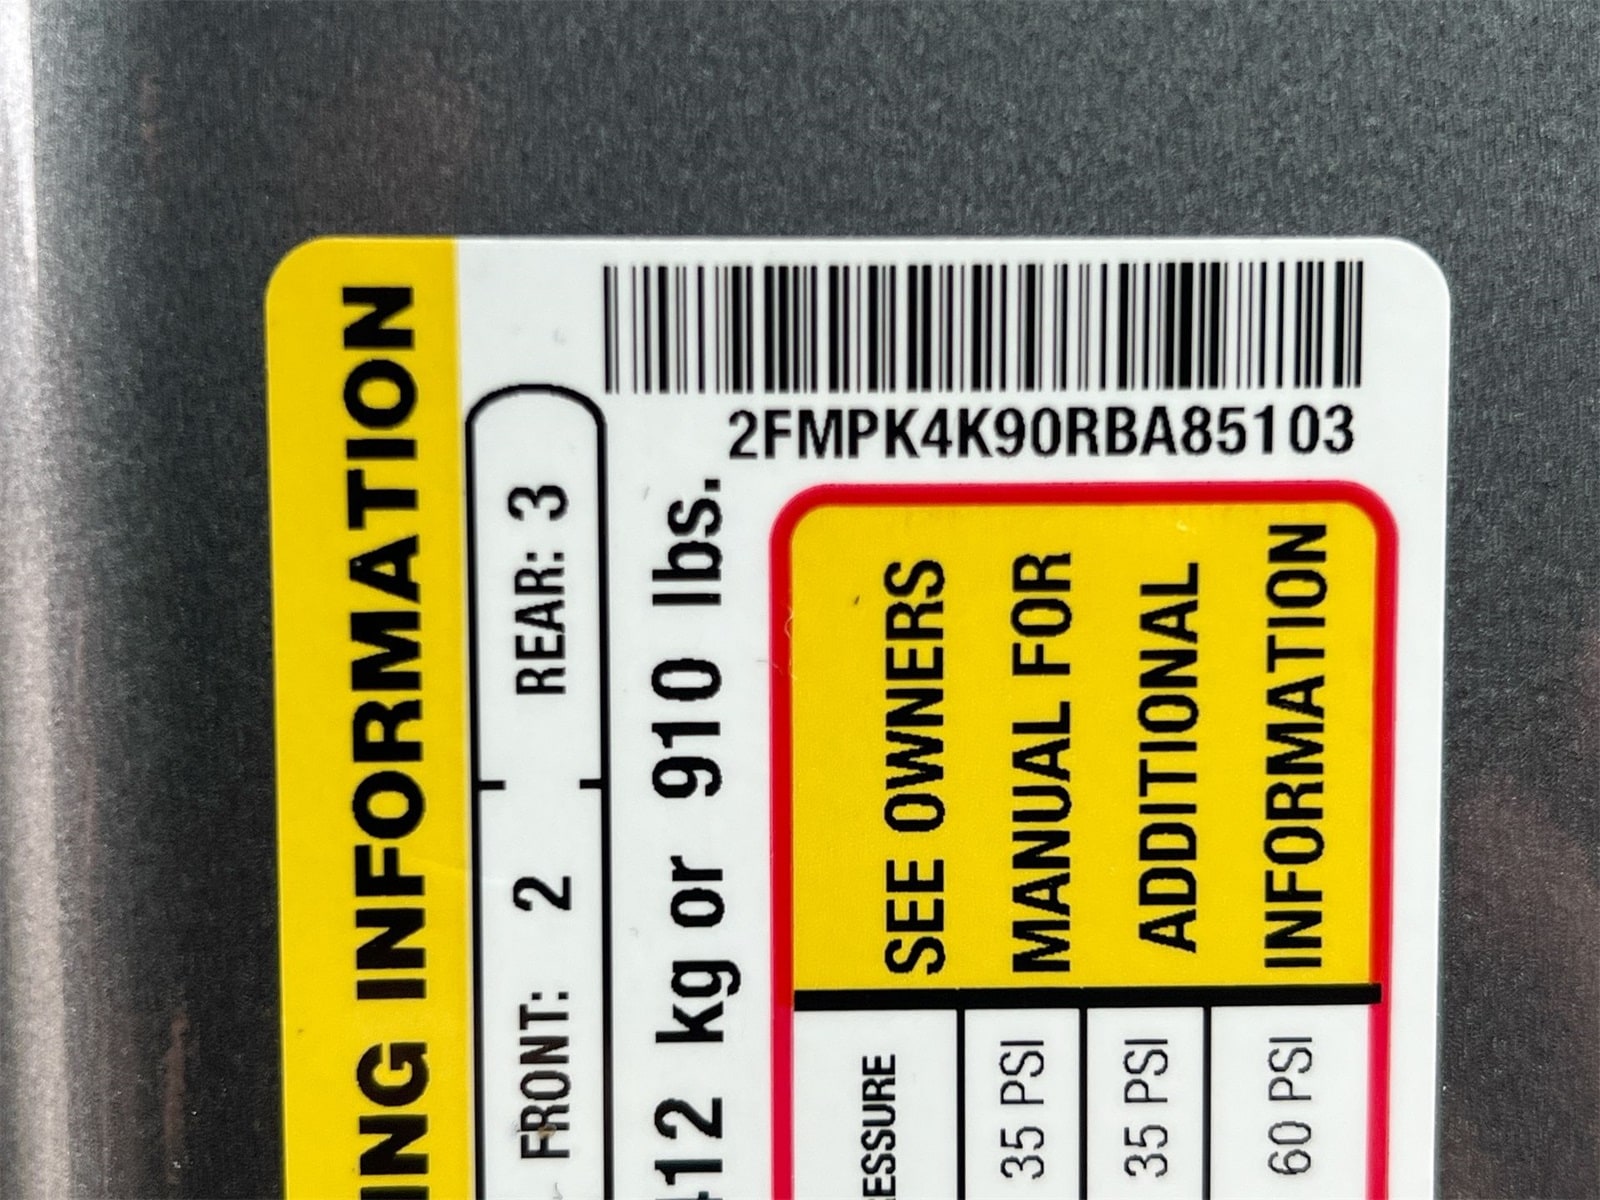 2FMPK4K90RBA85103
ING INFORMATION
FRONT: 2 REAR: 3
412 kg or 910 lbs.
SEE OWNERS
MANUAL FOR
ADDITIONAL
INFORMATION
ESSURE
35 PSI
35 PSI
60 PSI